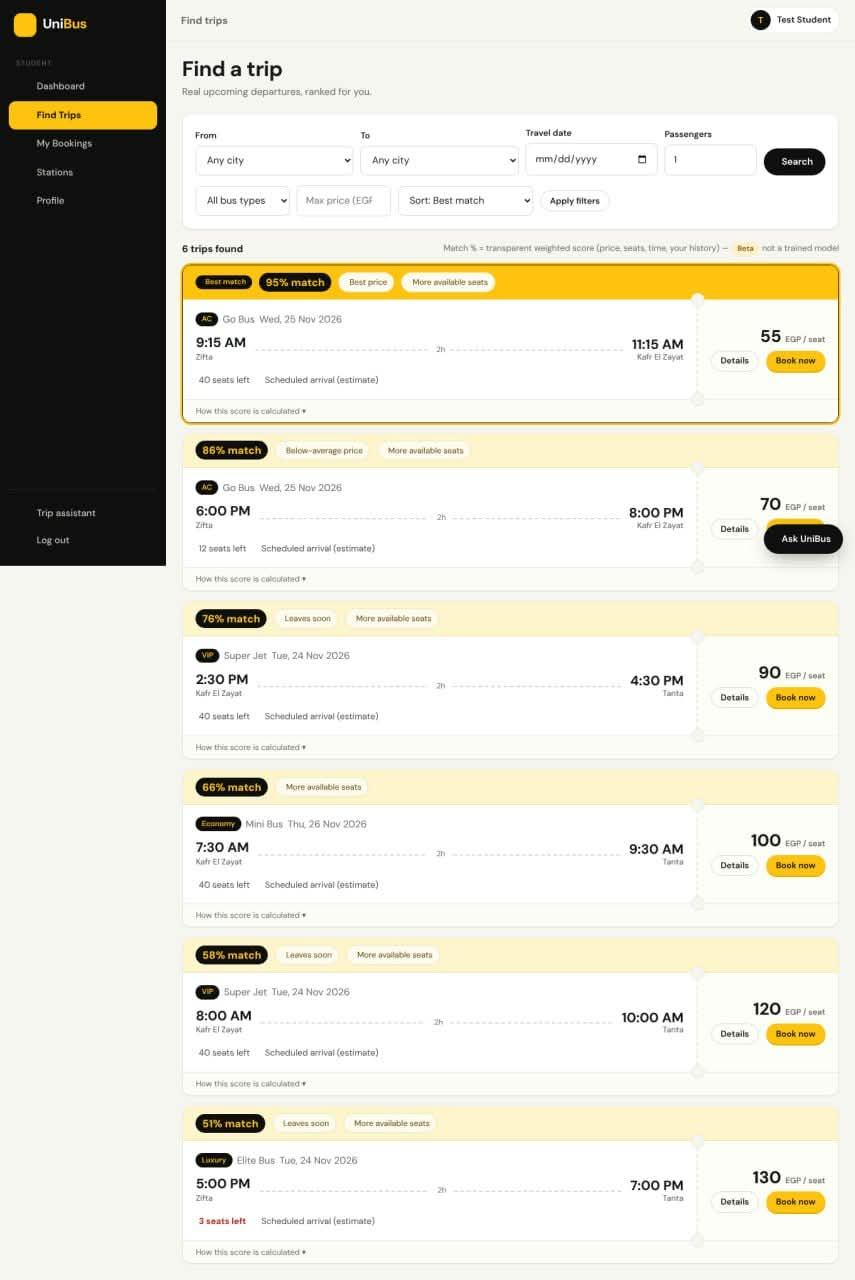 UniBus
Find trips
T Test Student
STUDENT
Dashboard
Find Trips
My Bookings
Stations
Profile
Trip assistant
Log out
Find a trip
Real upcoming departures, ranked for you.
From To Travel date Passengers
Any city Any city mm/dd/yyyy 1 Search
All bus types Max price (EGF Sort: Best match Apply filters
6 trips found Match % = transparent weighted score (price, seats, time, your history) — Beta not a trained model
Best match 95% match Best price More available seats
AC Go Bus Wed, 25 Nov 2026
9:15 AM 2h 11:15 AM 55 EGP / seat
Zifta Kafr El Zayat Details Book now
40 seats left Scheduled arrival (estimate)
How this score is calculated ▾
86% match Below-average price More available seats
AC Go Bus Wed, 25 Nov 2026
6:00 PM 2h 8:00 PM 70 EGP / seat
Zifta Kafr El Zayat Details
Ask UniBus
12 seats left Scheduled arrival (estimate)
How this score is calculated ▾
76% match Leaves soon More available seats
VIP Super Jet Tue, 24 Nov 2026
2:30 PM 2h 4:30 PM 90 EGP / seat
Kafr El Zayat Tanta Details Book now
40 seats left Scheduled arrival (estimate)
How this score is calculated ▾
66% match More available seats
Economy Mini Bus Thu, 26 Nov 2026
7:30 AM 2h 9:30 AM 100 EGP / seat
Kafr El Zayat Tanta Details Book now
40 seats left Scheduled arrival (estimate)
How this score is calculated ▾
58% match Leaves soon More available seats
VIP Super Jet Tue, 24 Nov 2026
8:00 AM 2h 10:00 AM 120 EGP / seat
Kafr El Zayat Tanta Details Book now
40 seats left Scheduled arrival (estimate)
How this score is calculated ▾
51% match Leaves soon More available seats
Luxury Elite Bus Tue, 24 Nov 2026
5:00 PM 2h 7:00 PM 130 EGP / seat
Zifta Kafr El Zayat Details Book now
3 seats left Scheduled arrival (estimate)
How this score is calculated ▾